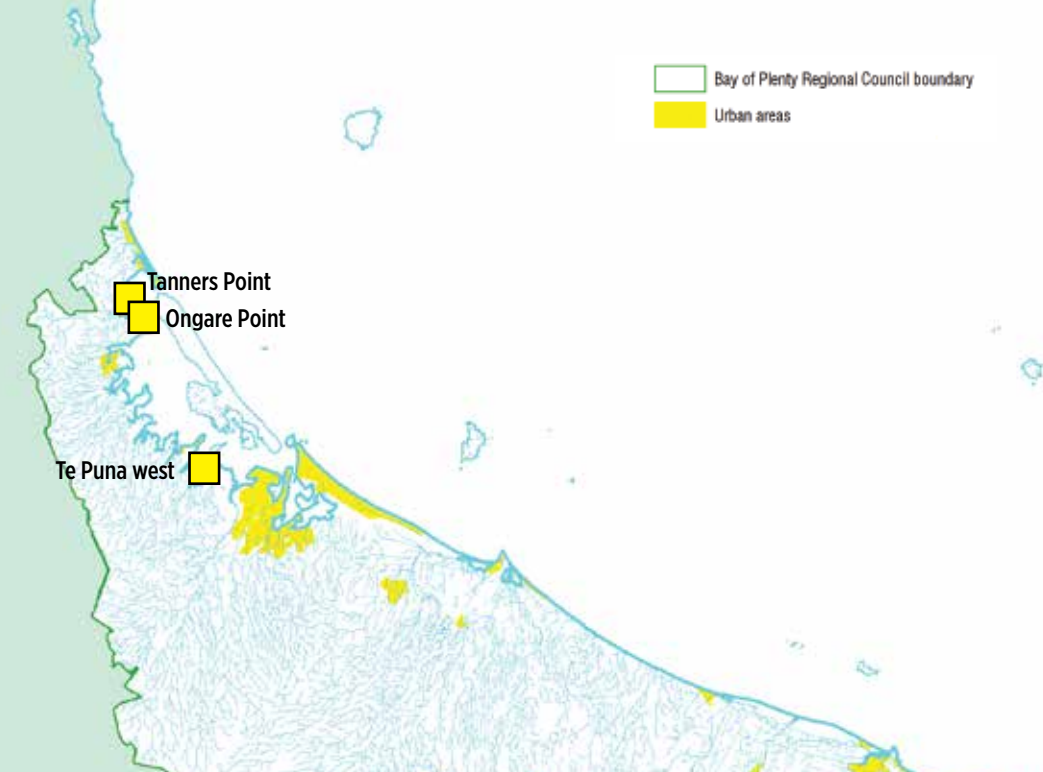 Bay of Plenty Regional Council boundary
Urban areas
Tanners Point
Ongare Point
Te Puna west